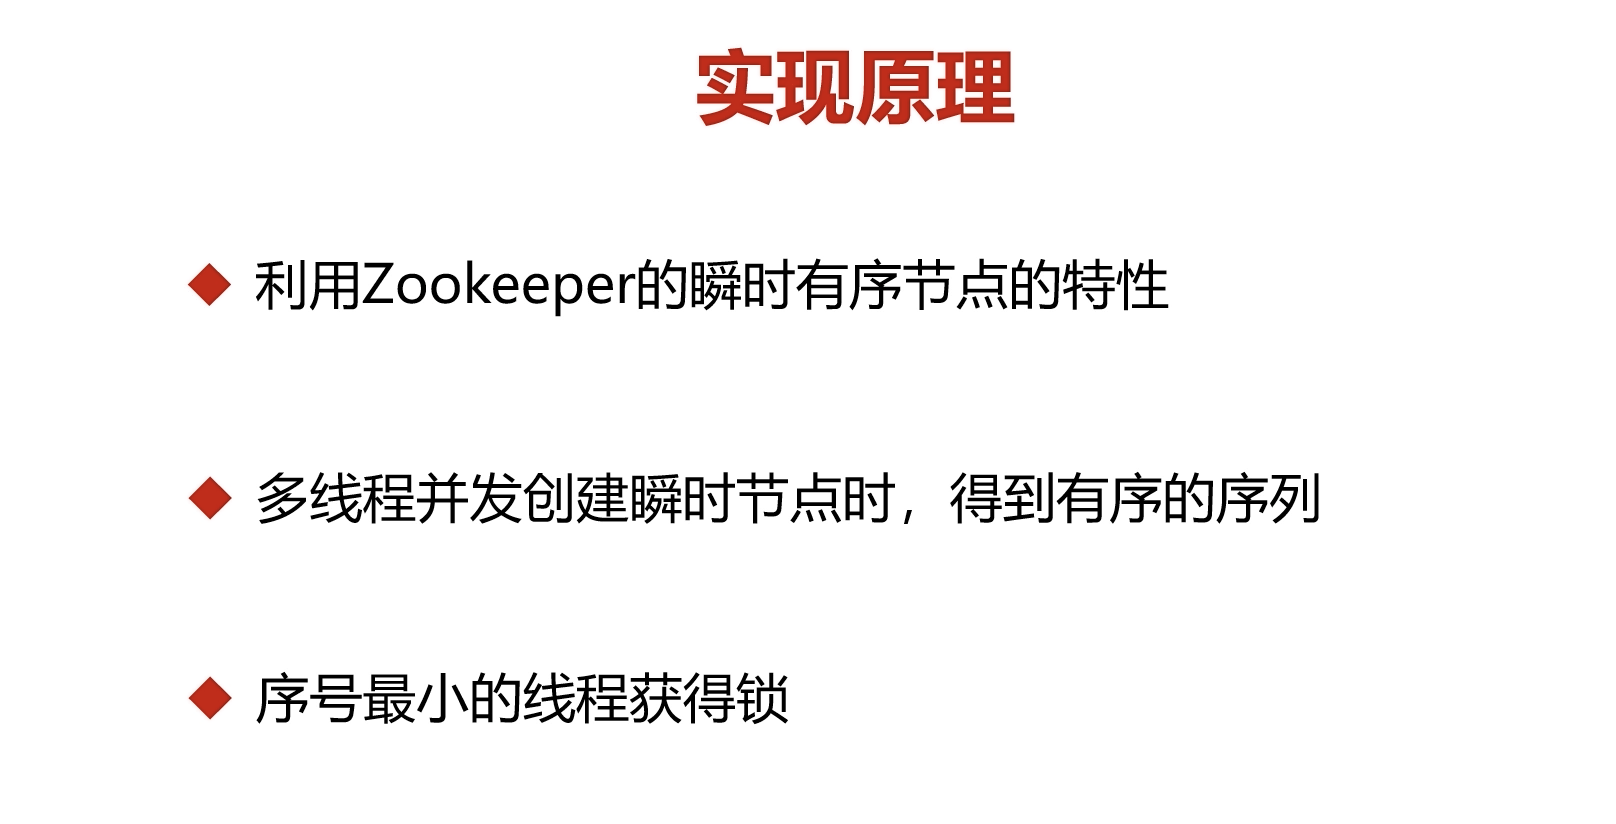 实现原理
利用Zookeeper的瞬时有序节点的特性
多线程并发创建瞬时节点时，得到有序的序列
序号最小的线程获得锁